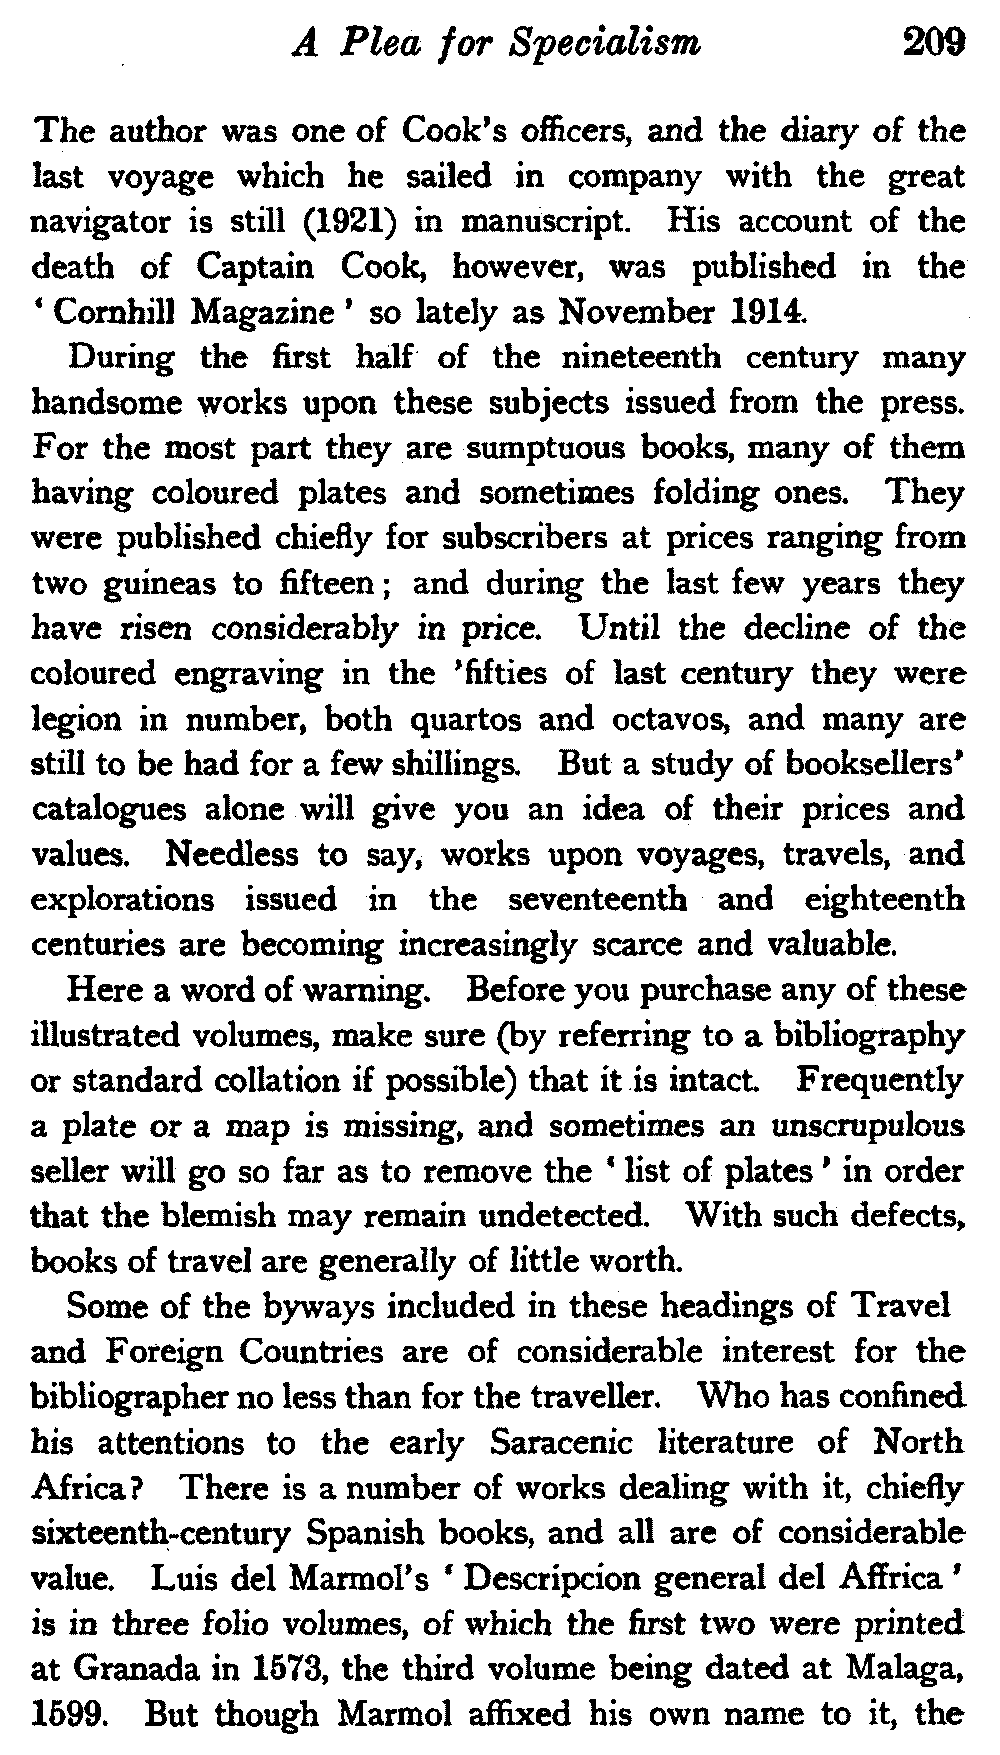 A Plea for Specialism 209
The author was one of Cook's officers, and the diary of the
last voyage which he sailed in company with the great
navigator is still (1921) in manuscript. His account of the
death of Captain Cook, however, was published in the
‘ Cornhill Magazine ’ so lately as November 1914.
During the first half of the nineteenth century many
handsome works upon these subjects issued from the press.
For the most part they are sumptuous books, many of them
having coloured plates and sometimes folding ones. They
were published chiefly for subscribers at prices ranging from
two guineas to fifteen ; and during the last few years they
have risen considerably in price. Until the decline of the
coloured engraving in the ’fifties of last century they were
legion in number, both quartos and octavos, and many are
still to be had for a few shillings. But a study of booksellers’
catalogues alone will give you an idea of their prices and
values. Needless to say, works upon voyages, travels, and
explorations issued in the seventeenth and eighteenth
centuries are becoming increasingly scarce and valuable.
Here a word of warning. Before you purchase any of these
illustrated volumes, make sure (by referring to a bibliography
or standard collation if possible) that it is intact. Frequently
a plate or a map is missing, and sometimes an unscrupulous
seller will go so far as to remove the ‘ list of plates ’ in order
that the blemish may remain undetected. With such defects,
books of travel are generally of little worth.
Some of the byways included in these headings of Travel
and Foreign Countries are of considerable interest for the
bibliographer no less than for the traveller. Who has confined
his attentions to the early Saracenic literature of North
Africa? There is a number of works dealing with it, chiefly
sixteenth-century Spanish books, and all are of considerable
value. Luis del Marmol's ‘ Descripcion general del Affrica ’
is in three folio volumes, of which the first two were printed
at Granada in 1573, the third volume being dated at Malaga,
1599. But though Marmol affixed his own name to it, the